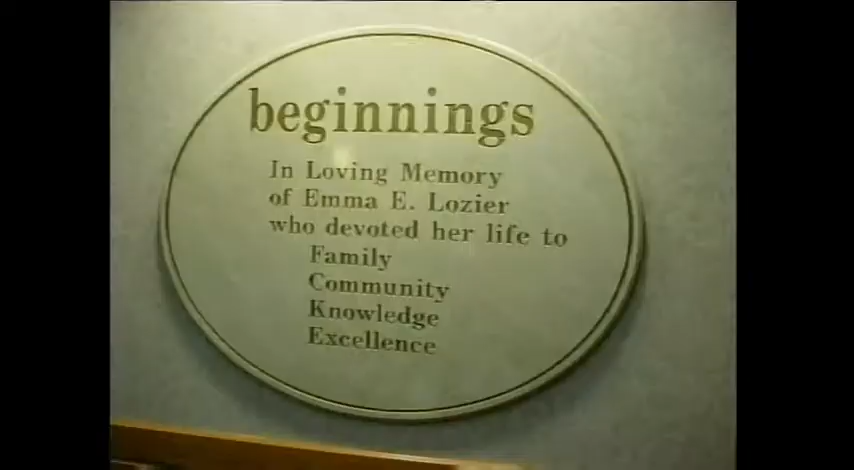 beginnings
In Loving Memory
of Emma E. Lozier
who devoted her life to
Family
Community
Knowledge
Excellence